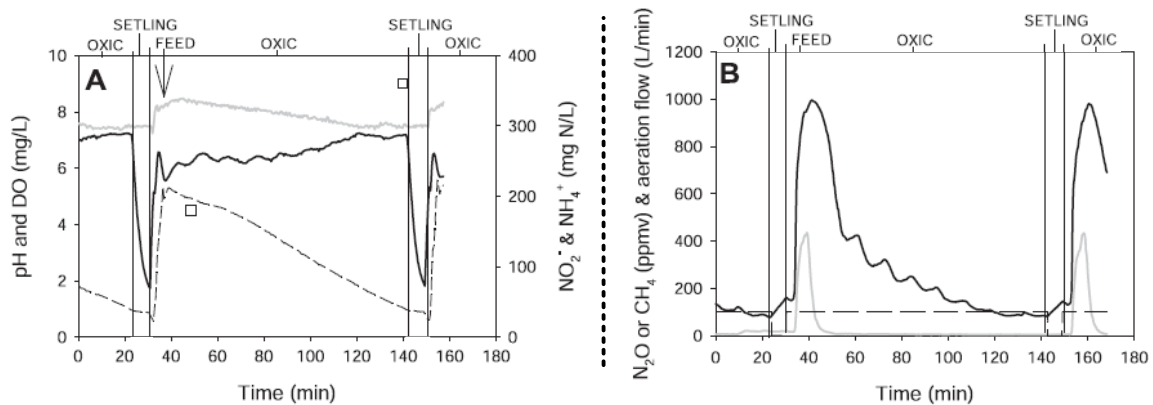 SETLING
OXIC FEED OXIC OXIC
A
10
8
6
4
2
0
pH and DO (mg/L)
400
300
200
100
0
NO₂⁻ & NH₄⁺ (mg N/L)
0 20 40 60 80 100 120 140 160 180
Time (min)
SETLING SETLING
OXIC FEED OXIC OXIC
B
1200
1000
800
600
400
200
0
N₂O or CH₄ (ppmv) & aeration flow (L/min)
0 20 40 60 80 100 120 140 160 180
Time (min)